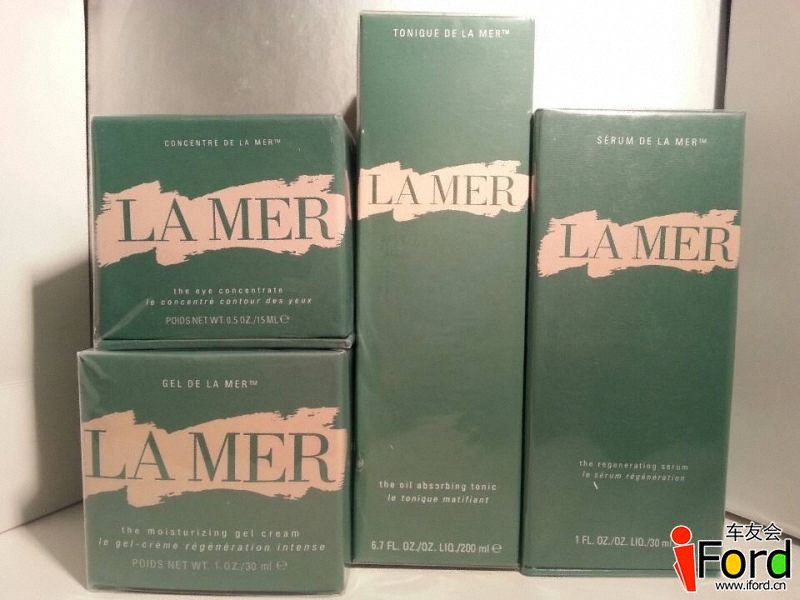 CONCENTRÉ DE LA MER™
LA MER
the eye concentrate
le concentré contour des yeux
POIDS NET WT. 0.5 OZ./15 ML ℮
GEL DE LA MER™
LA MER
the moisturizing gel cream
le gel-crème régénération intense
POIDS NET WT. 1. OZ./30 ml ℮
TONIQUE DE LA MER™
LA MER
the oil absorbing tonic
le tonique matifiant
6.7 FL. OZ./OZ. LIQ./200 ml ℮
SÉRUM DE LA MER™
LA MER
the regenerating serum
le sérum régénération
1 FL. OZ./OZ. LIQ./30 ml
车友会
iFord
www.iford.cn